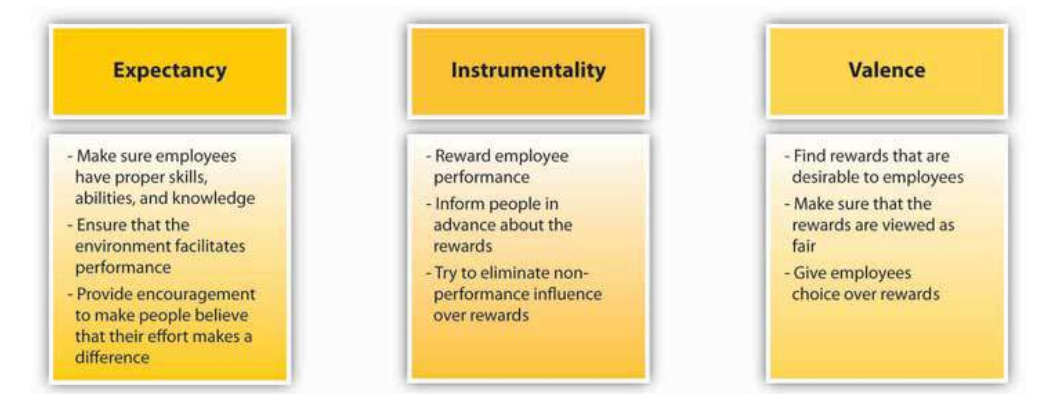 Expectancy
- Make sure employees
have proper skills,
abilities, and knowledge
- Ensure that the
environment facilitates
performance
- Provide encouragement
to make people believe
that their effort makes a
difference
Instrumentality
- Reward employee
performance
- Inform people in
advance about the
rewards
- Try to eliminate non-
performance influence
over rewards
Valence
- Find rewards that are
desirable to employees
- Make sure that the
rewards are viewed as
fair
- Give employees
choice over rewards